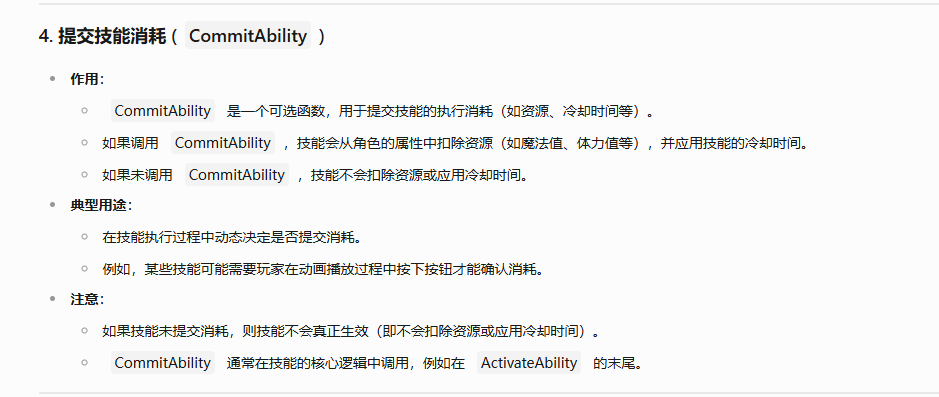 4. 提交技能消耗（ CommitAbility ）
作用：
CommitAbility 是一个可选函数，用于提交技能的执行消耗（如资源、冷却时间等）。
如果调用 CommitAbility ，技能会从角色的属性中扣除资源（如魔法值、体力值等），并应用技能的冷却时间。
如果未调用 CommitAbility ，技能不会扣除资源或应用冷却时间。
典型用途：
在技能执行过程中动态决定是否提交消耗。
例如，某些技能可能需要玩家在动画播放过程中按下按钮才能确认消耗。
注意：
如果技能未提交消耗，则技能不会真正生效（即不会扣除资源或应用冷却时间）。
CommitAbility 通常在技能的核心逻辑中调用，例如在 ActivateAbility 的末尾。